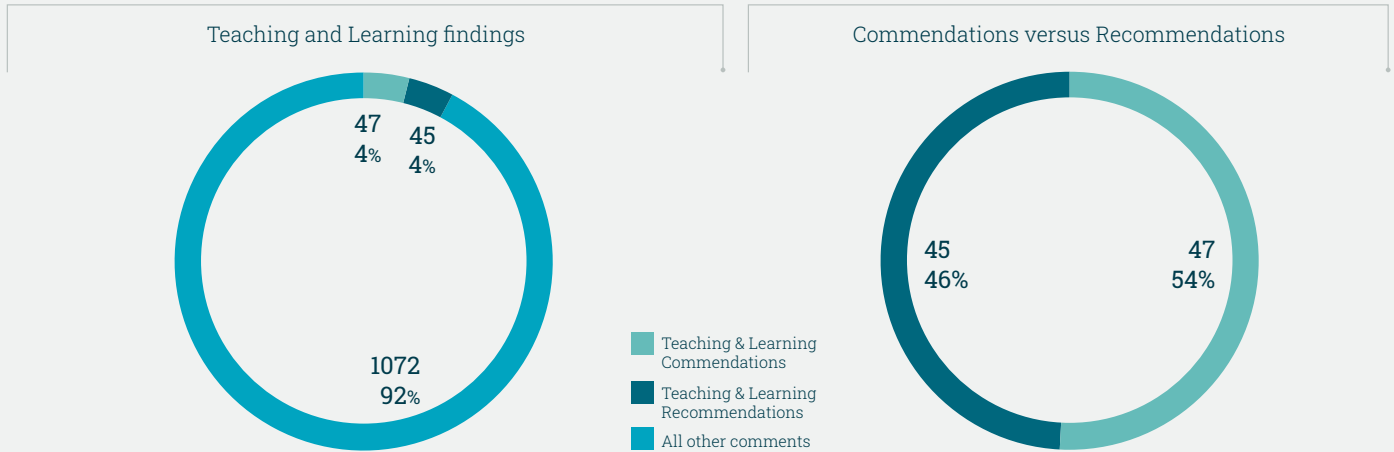 Teaching and Learning findings
47
4%
45
4%
1072
92%
Teaching & Learning
Commendations
Teaching & Learning
Recommendations
All other comments
Commendations versus Recommendations
45
46%
47
54%